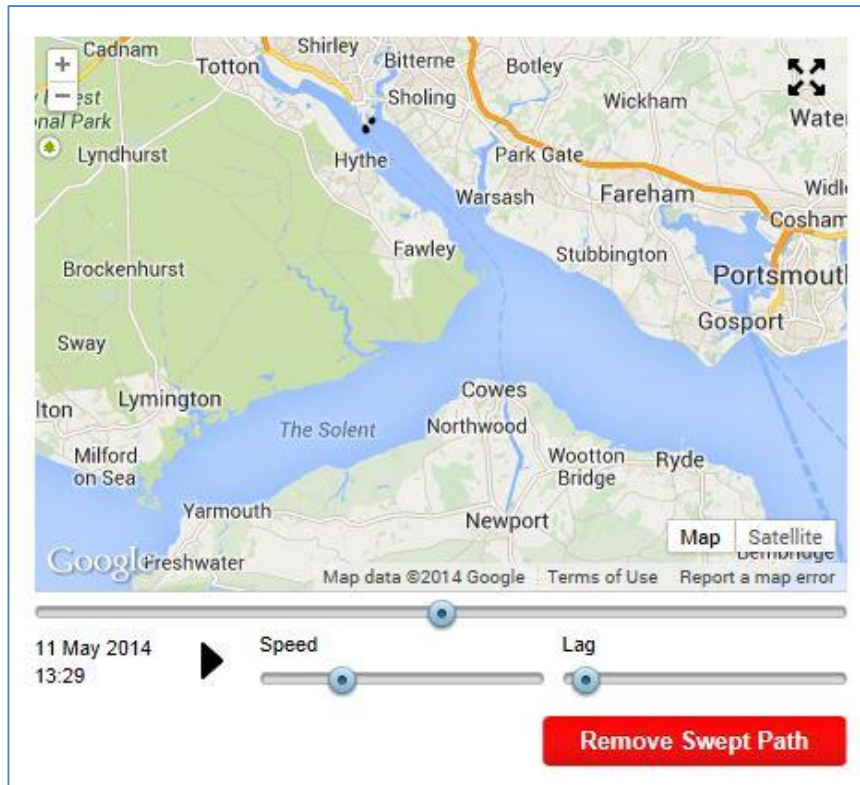 Cadnam
Shirley
Bitterne
Botley
Totton
Sholing
Wickham
est
Wate
nal Park
Lyndhurst
Hythe
Park Gate
Fareham
Widl
Warsash
Cosham
Fawley
Stubbington
Brockenhurst
Portsmout
Gosport
Sway
Cowes
lton
Lymington
The Solent
Northwood
Milford
on Sea
Wootton
Bridge
Ryde
Yarmouth
Newport
Map
Satellite
Bembridge
Google
Freshwater
Map data ©2014 Google
Terms of Use
Report a map error
11 May 2014
13:29
Speed
Lag
Remove Swept Path